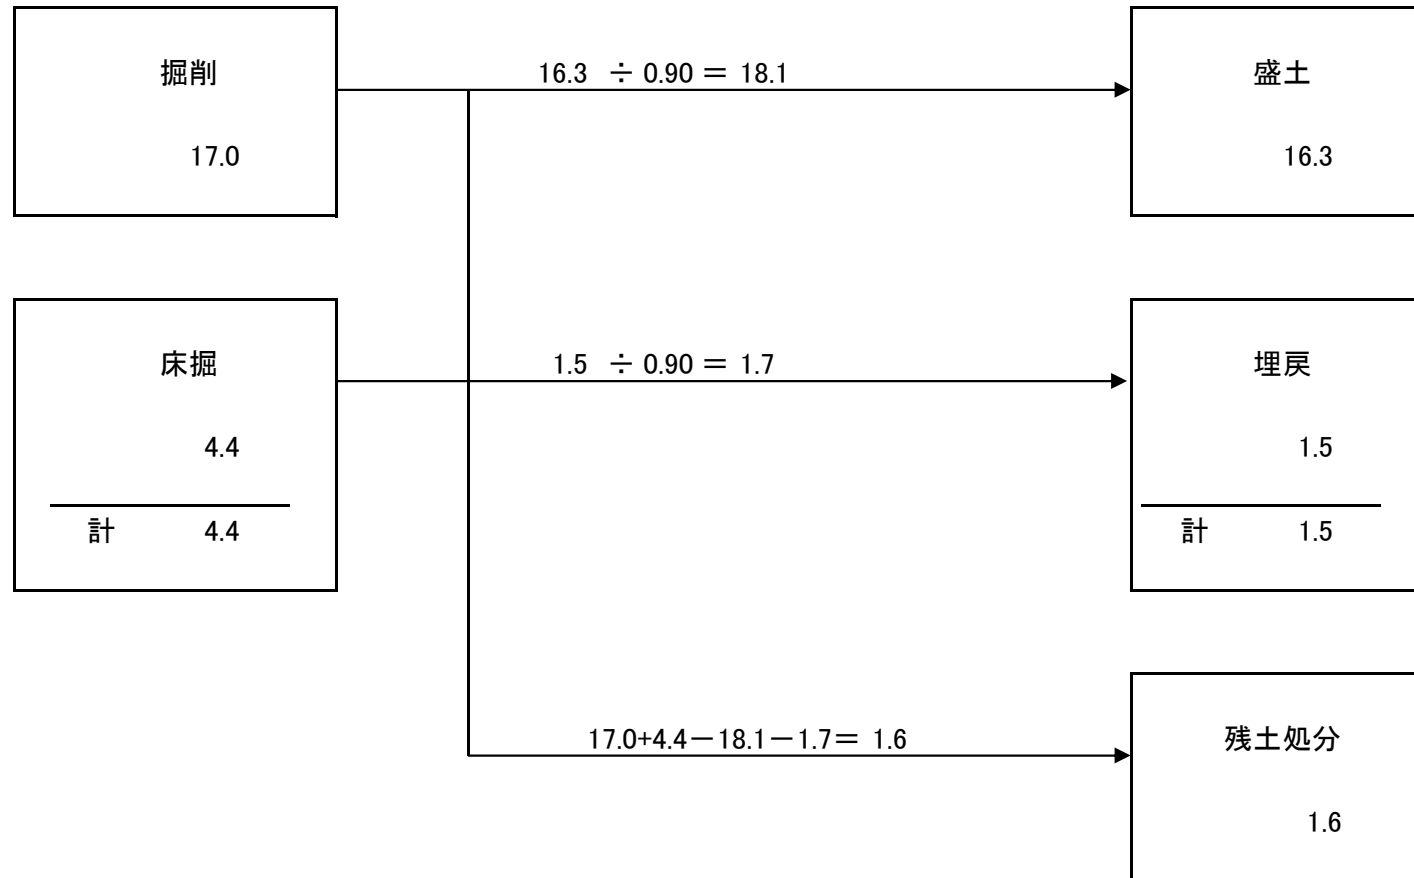 掘削
17.0
16.3 ÷ 0.90 = 18.1
盛土
16.3
床掘
4.4
計 4.4
1.5 ÷ 0.90 = 1.7
埋戻
1.5
計 1.5
17.0+4.4-18.1-1.7= 1.6
残土処分
1.6